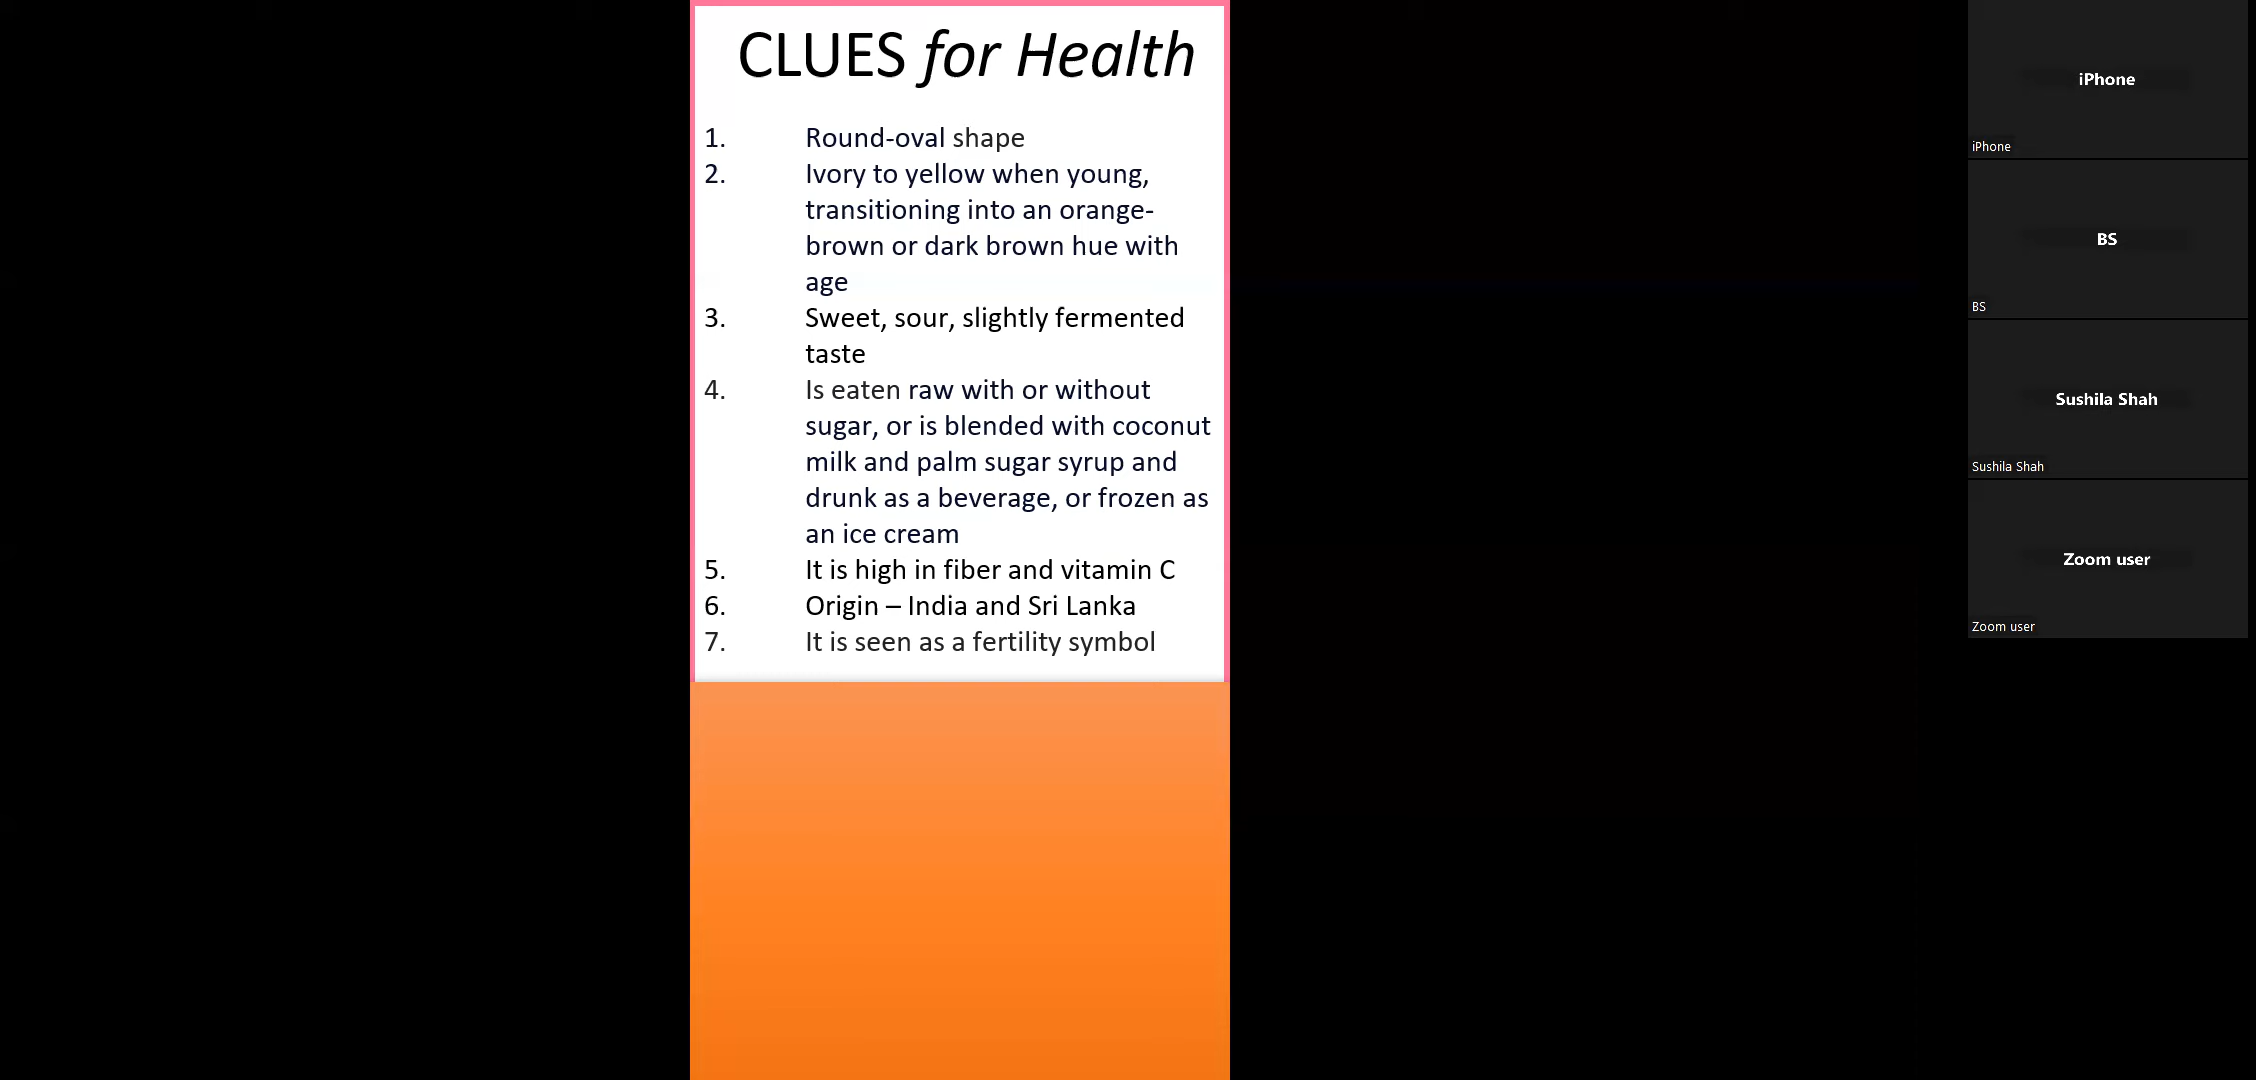 CLUES for Health
1. Round-oval shape
2. Ivory to yellow when young,
transitioning into an orange-
brown or dark brown hue with
age
3. Sweet, sour, slightly fermented
taste
4. Is eaten raw with or without
sugar, or is blended with coconut
milk and palm sugar syrup and
drunk as a beverage, or frozen as
an ice cream
5. It is high in fiber and vitamin C
6. Origin – India and Sri Lanka
7. It is seen as a fertility symbol
iPhone
iPhone
BS
BS
Sushila Shah
Sushila Shah
Zoom user
Zoom user